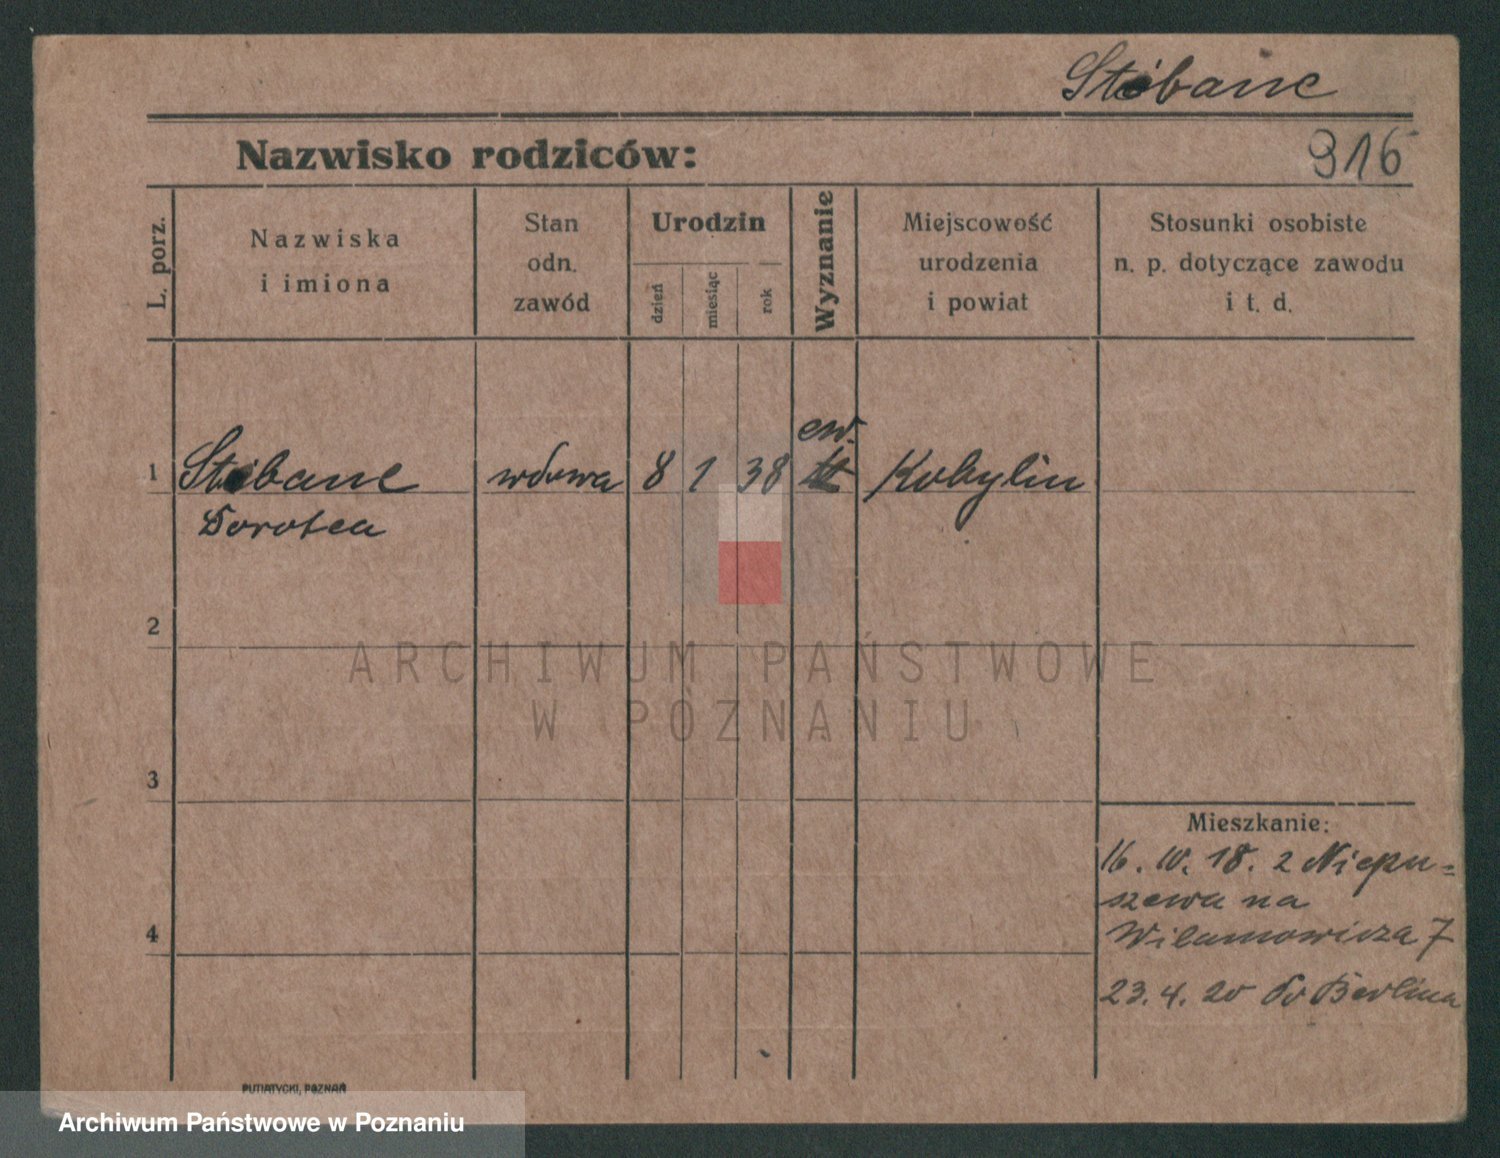 Stöbane
Nazwisko rodziców:
916
L. porz.
Nazwiska
i imiona
Stan
odn.
zawód
Urodzin
dzień
miesiąc
rok
Wyznanie
Miejscowość
urodzenia
i powiat
Stosunki osobiste
n. p. dotyczące zawodu
i t. d.
ew.
1 Stöbane wdowa 8 1 38 Kobylin
Dorotea
2
ARCHIWUM PAŃSTWOWE
W POZNANIU
3
Mieszkanie:
16. IV. 18. z Niepu=
szewa na
4
Wilamowicza 7
23. 4. 20 do Berlina
PUTIATYCKI, POZNAŃ
Archiwum Państwowe w Poznaniu